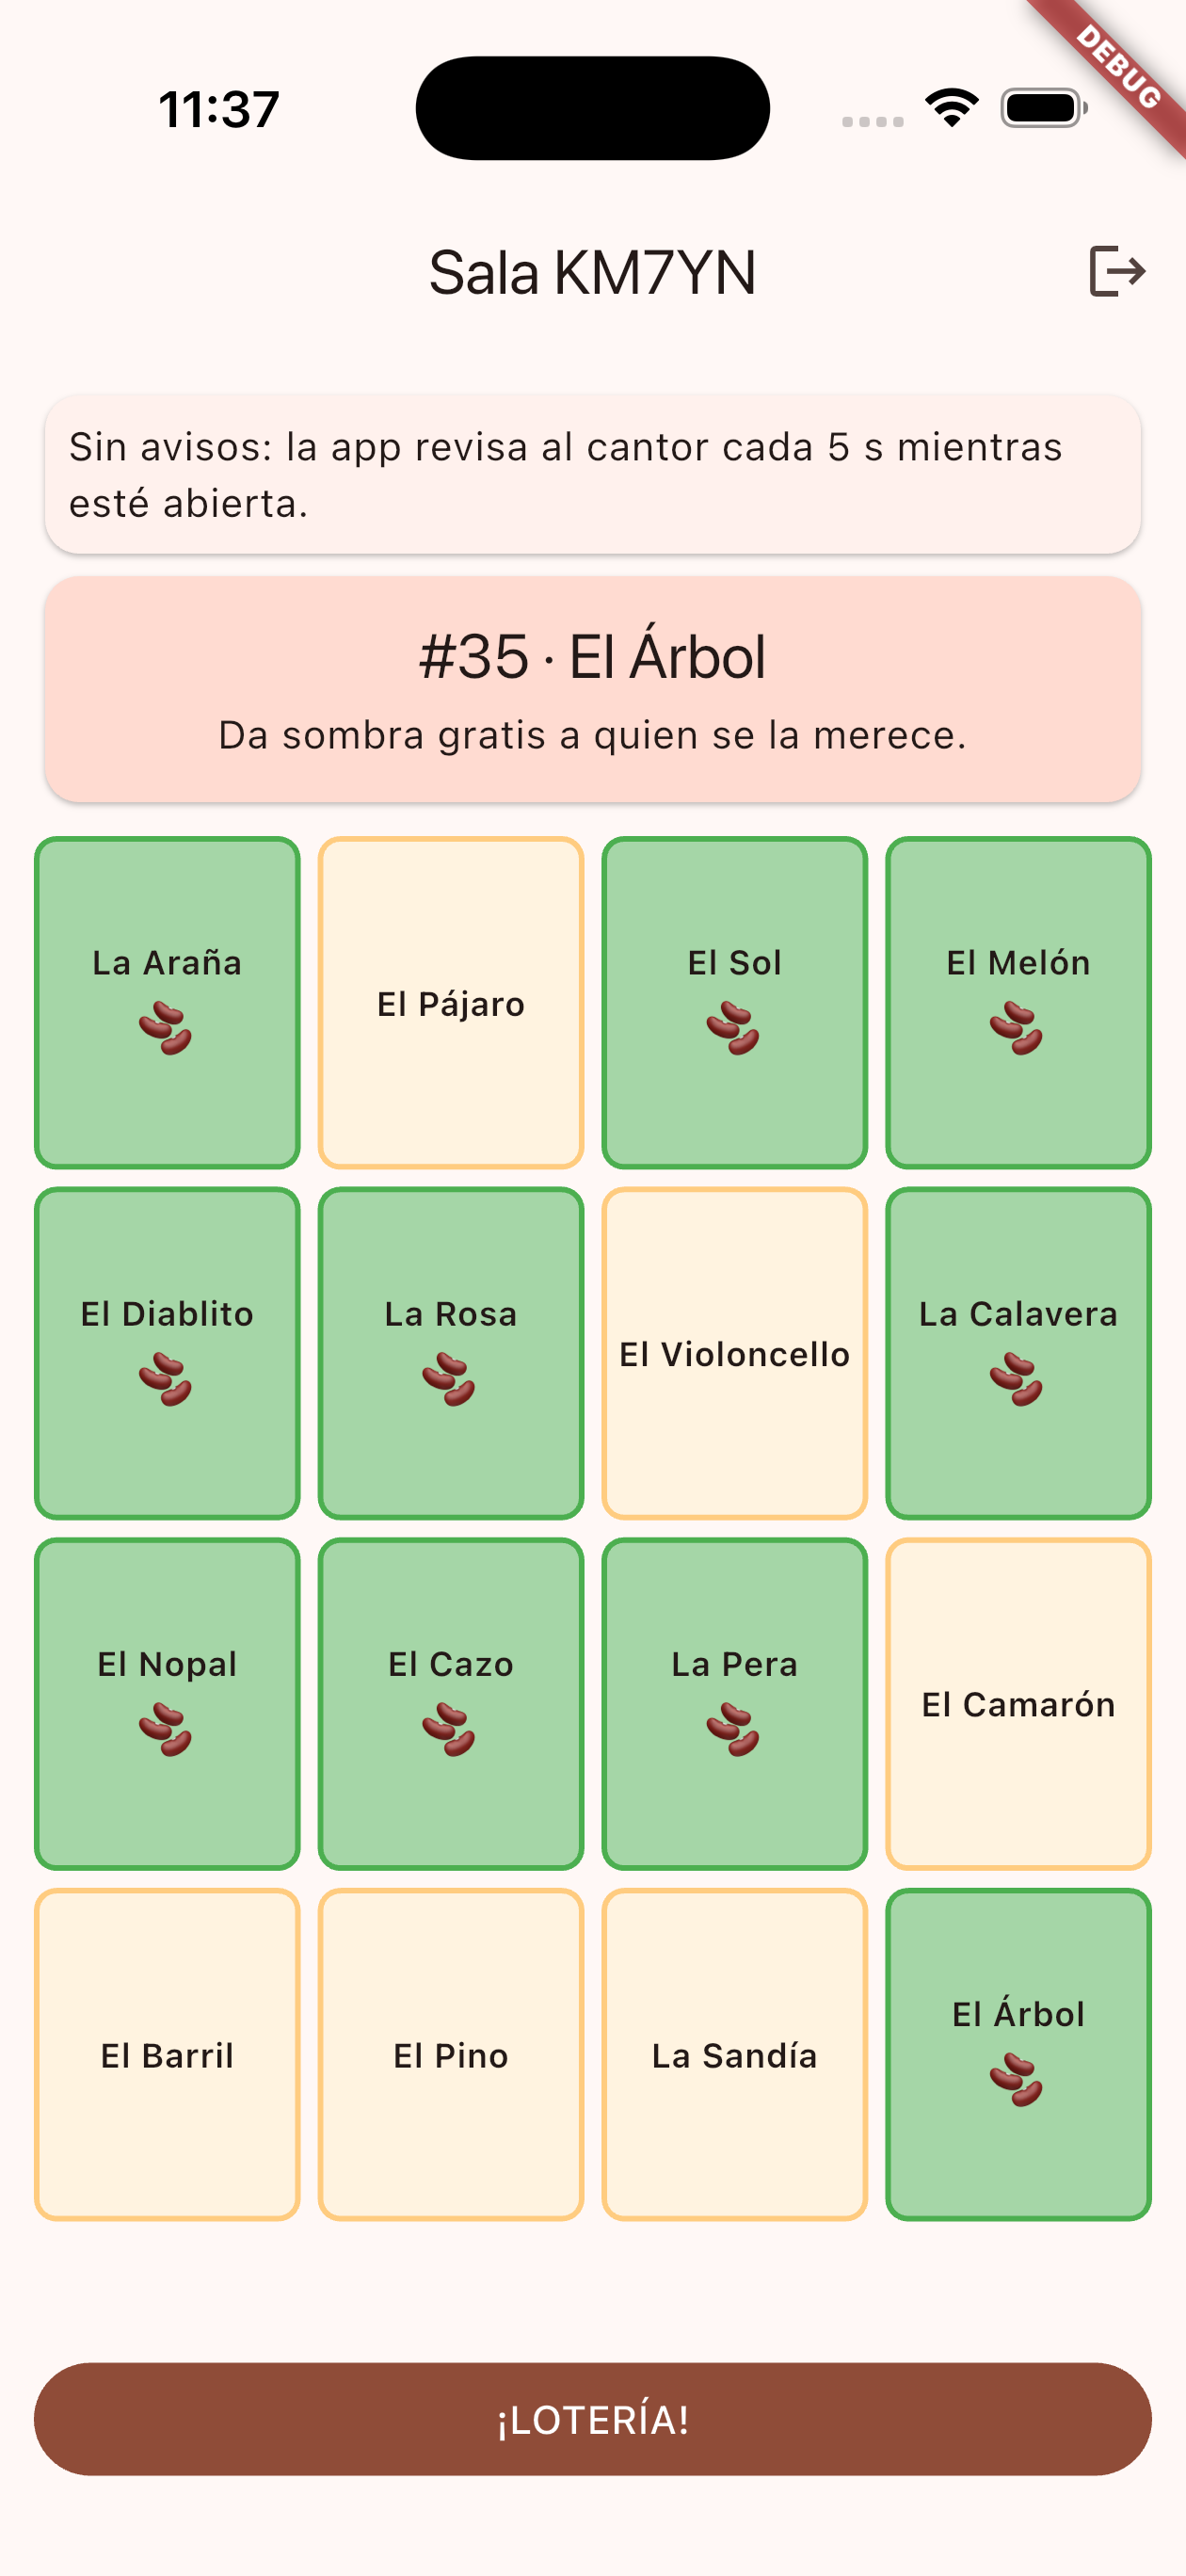 11:37
DEBUG
Sala KM7YN
Sin avisos: la app revisa al cantor cada 5 s mientras
esté abierta.
#35 · El Árbol
Da sombra gratis a quien se la merece.
La Araña
El Pájaro
El Sol
El Melón
El Diablito
La Rosa
El Violoncello
La Calavera
El Nopal
El Cazo
La Pera
El Camarón
El Barril
El Pino
La Sandía
El Árbol
¡LOTERÍA!